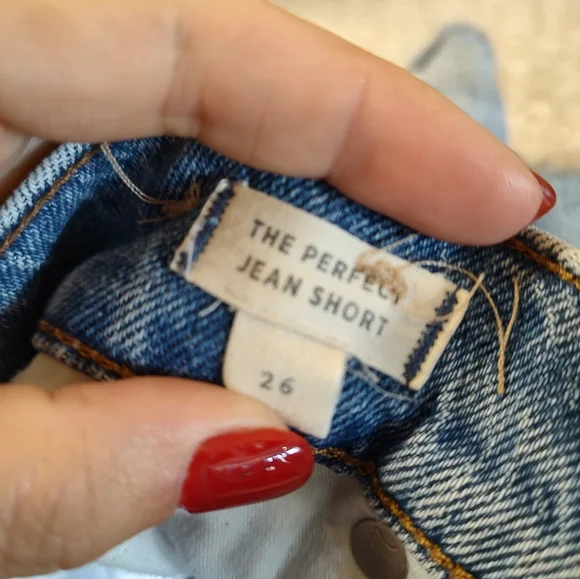 THE PERFECT
JEAN SHORT
26